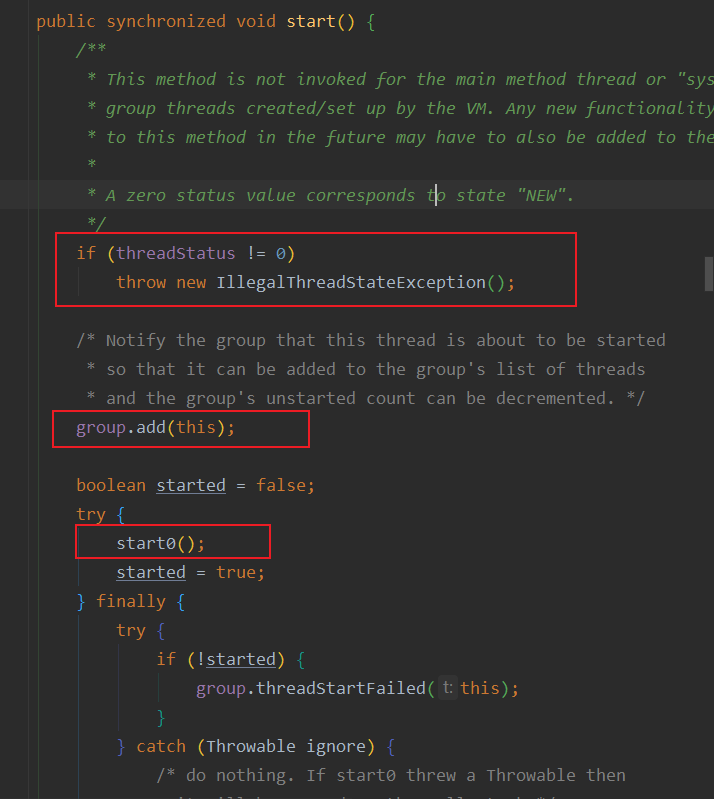 public synchronized void start() {
/**
* This method is not invoked for the main method thread or "sys
* group threads created/set up by the VM. Any new functionality
* to this method in the future may have to also be added to the
*
* A zero status value corresponds to state "NEW".
*/
if (threadStatus != 0)
throw new IllegalThreadStateException();
/* Notify the group that this thread is about to be started
* so that it can be added to the group's list of threads
* and the group's unstarted count can be decremented. */
group.add(this);
boolean started = false;
try {
start0();
started = true;
} finally {
try {
if (!started) {
group.threadStartFailed( t: this);
}
} catch (Throwable ignore) {
/* do nothing. If start0 threw a Throwable then